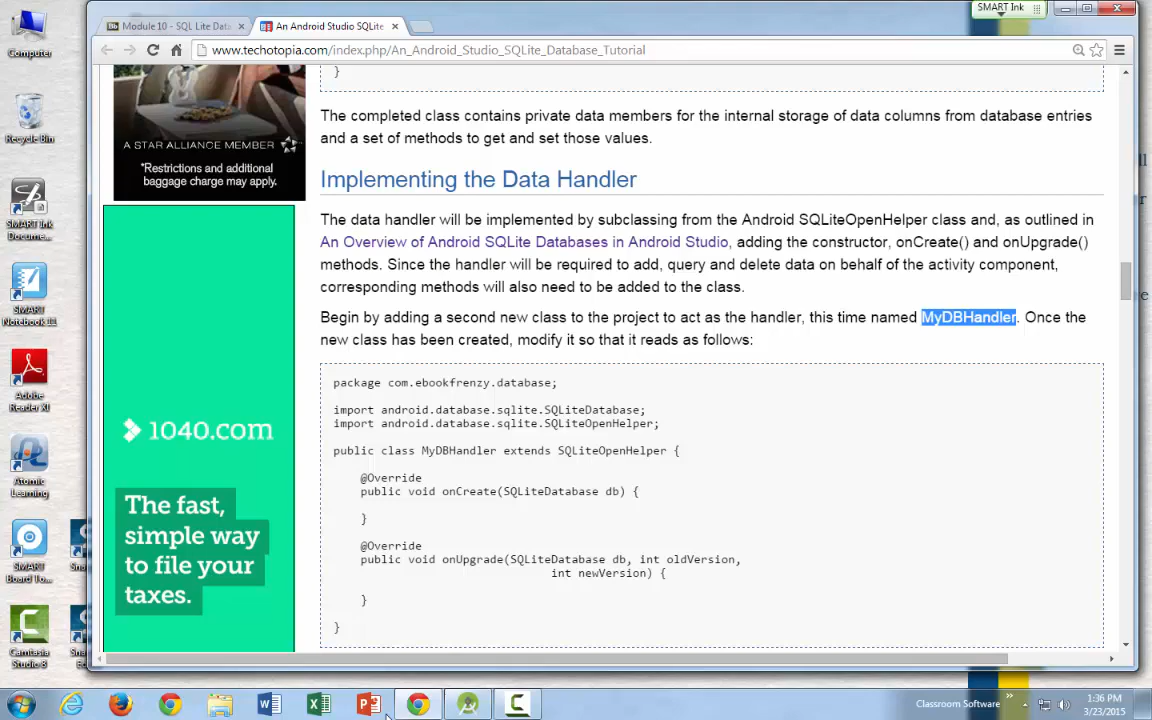 SMART Ink
Computer
Recycle Bin
SMART Ink
Docume...
SMART
Notebook 11
Adobe
Reader XI
Atomic
Learning
SMART
Board To...
Camtasia
Studio 8
Module 10 - SQL Lite Dat
An Android Studio SQLite
www.techotopia.com/index.php/An_Android_Studio_SQLite_Database_Tutorial
A STAR ALLIANCE MEMBER
*Restrictions and additional
baggage charge may apply.
1040.com
The fast,
simple way
to file your
taxes.
}
The completed class contains private data members for the internal storage of data columns from database entries
and a set of methods to get and set those values.
Implementing the Data Handler
The data handler will be implemented by subclassing from the Android SQLiteOpenHelper class and, as outlined in
An Overview of Android SQLite Databases in Android Studio, adding the constructor, onCreate() and onUpgrade()
methods. Since the handler will be required to add, query and delete data on behalf of the activity component,
corresponding methods will also need to be added to the class.
Begin by adding a second new class to the project to act as the handler, this time named MyDBHandler. Once the
new class has been created, modify it so that it reads as follows:
package com.ebookfrenzy.database;
import android.database.sqlite.SQLiteDatabase;
import android.database.sqlite.SQLiteOpenHelper;
public class MyDBHandler extends SQLiteOpenHelper {
@Override
public void onCreate(SQLiteDatabase db) {
}
@Override
public void onUpgrade(SQLiteDatabase db, int oldVersion,
int newVersion) {
}
}
Classroom Software
1:36 PM
3/23/2015